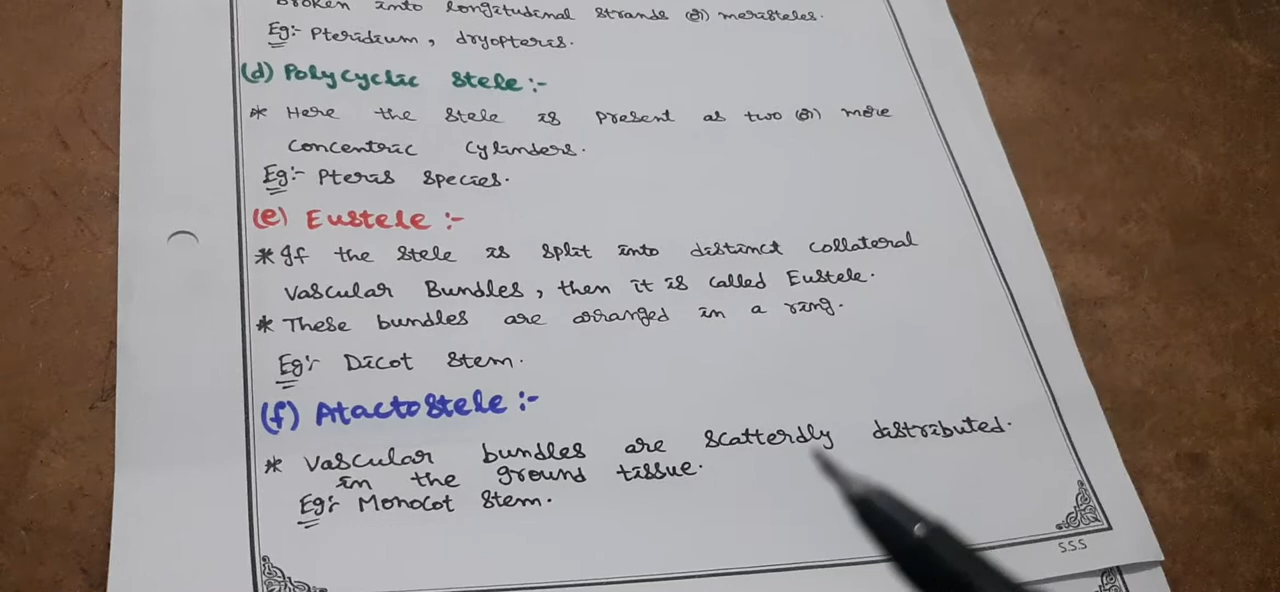 Broken into longitudinal strands (or) meristeles.
Eg:- Pteridium, dryopteris.
(d) Polycyclic Stele:-
* Here the Stele is present as two (or) more
concentric cylinders.
Eg:- Pteris Species.
(e) Eustele:-
* If the Stele is Split into distinct collateral
Vascular Bundles, then it is called Eustele.
* These bundles are arranged in a ring.
Eg:- Dicot Stem.
(f) Atactostele:-
* Vascular bundles are scatterdly distributed.
in the ground tissue.
Eg:- Monocot Stem.
S.S.S